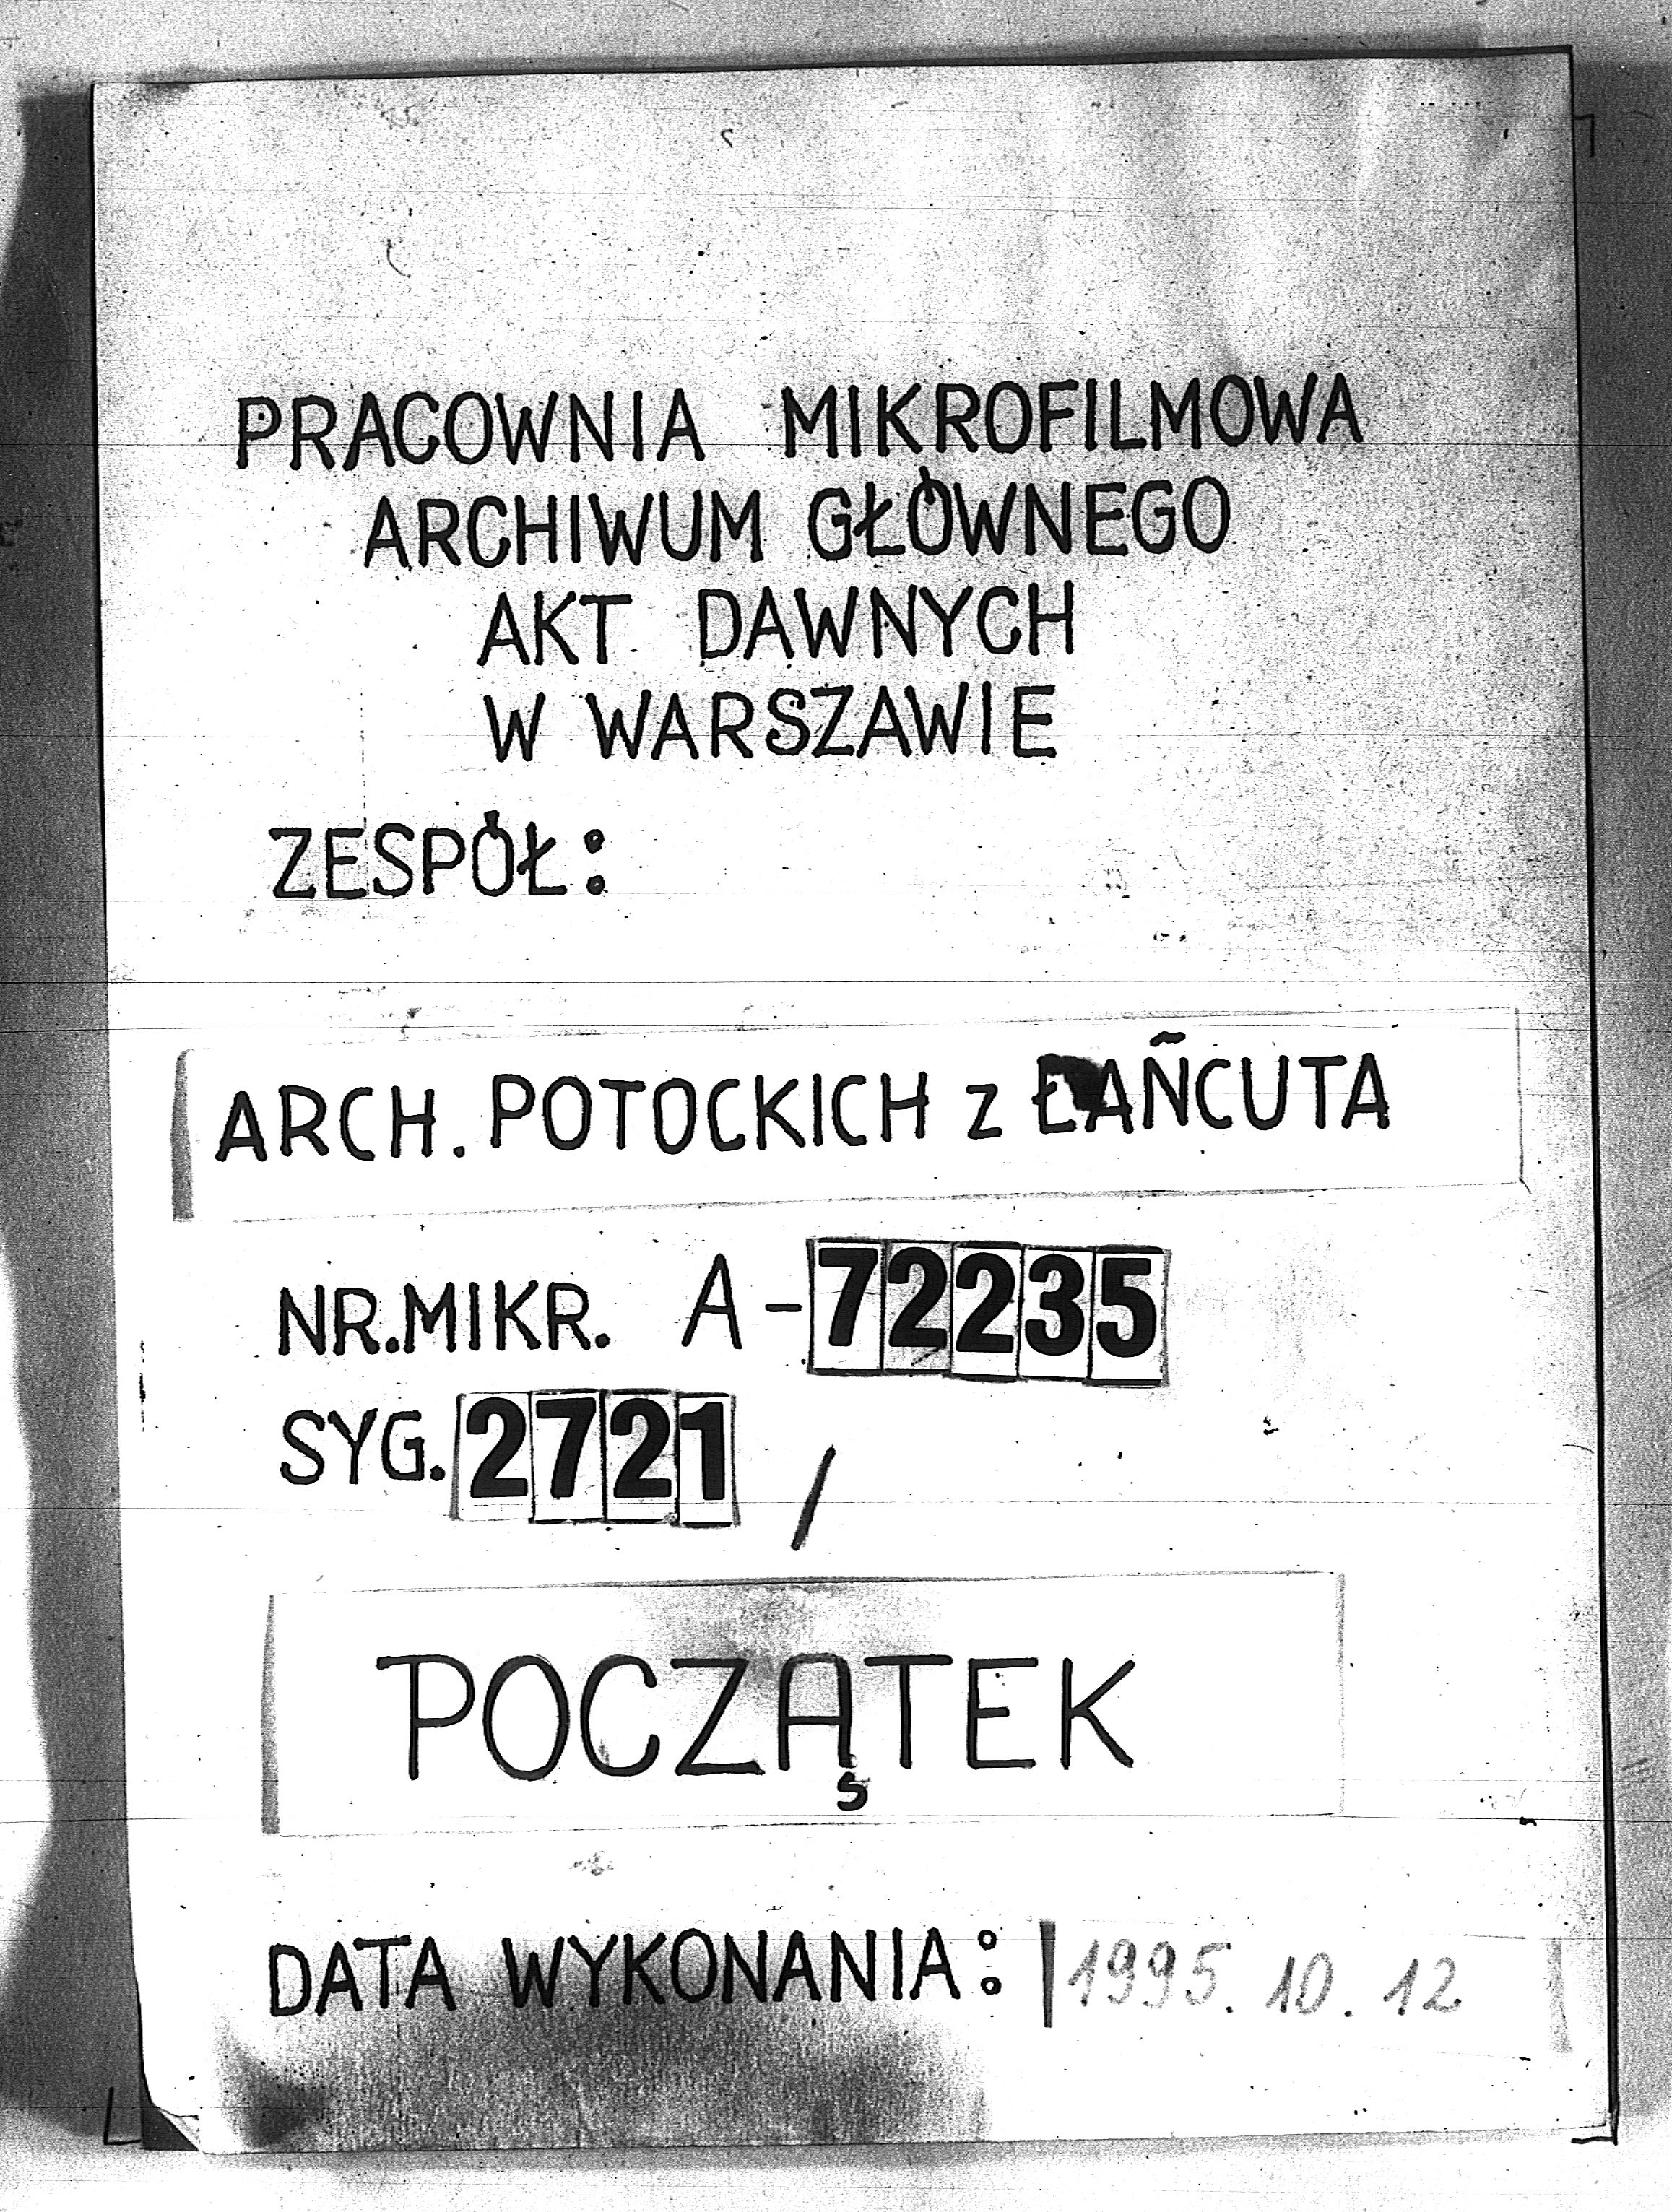 PRACOWNIA MIKROFILMOWA
ARCHIWUM GŁÓWNEGO
AKT DAWNYCH
W WARSZAWIE
ZESPÓŁ:
ARCH. POTOCKICH z ŁAŃCUTA
NR.MIKR. A-72235
SYG. 2721 /
POCZĄTEK
DATA WYKONANIA: 1995.10.12